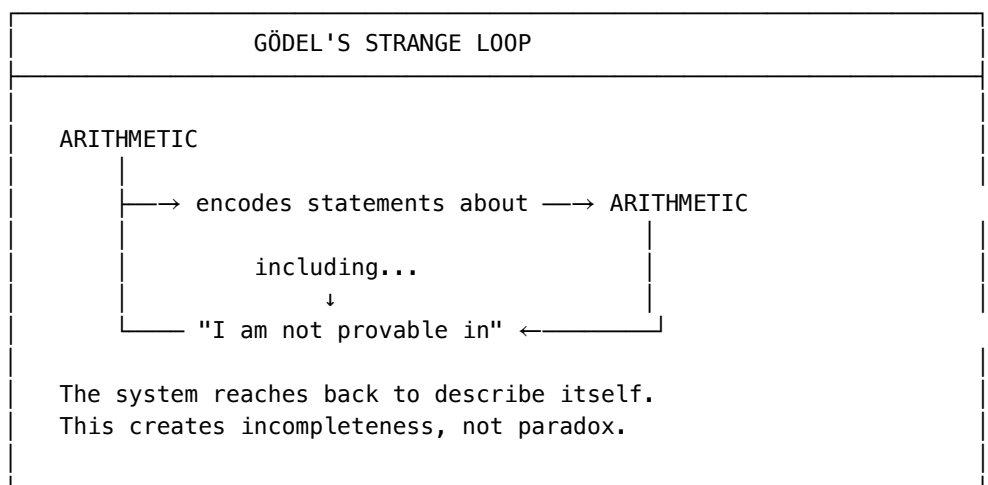 GÖDEL'S STRANGE LOOP
ARITHMETIC
encodes statements about → ARITHMETIC
including...
↓
"I am not provable in" ←
The system reaches back to describe itself.
This creates incompleteness, not paradox.